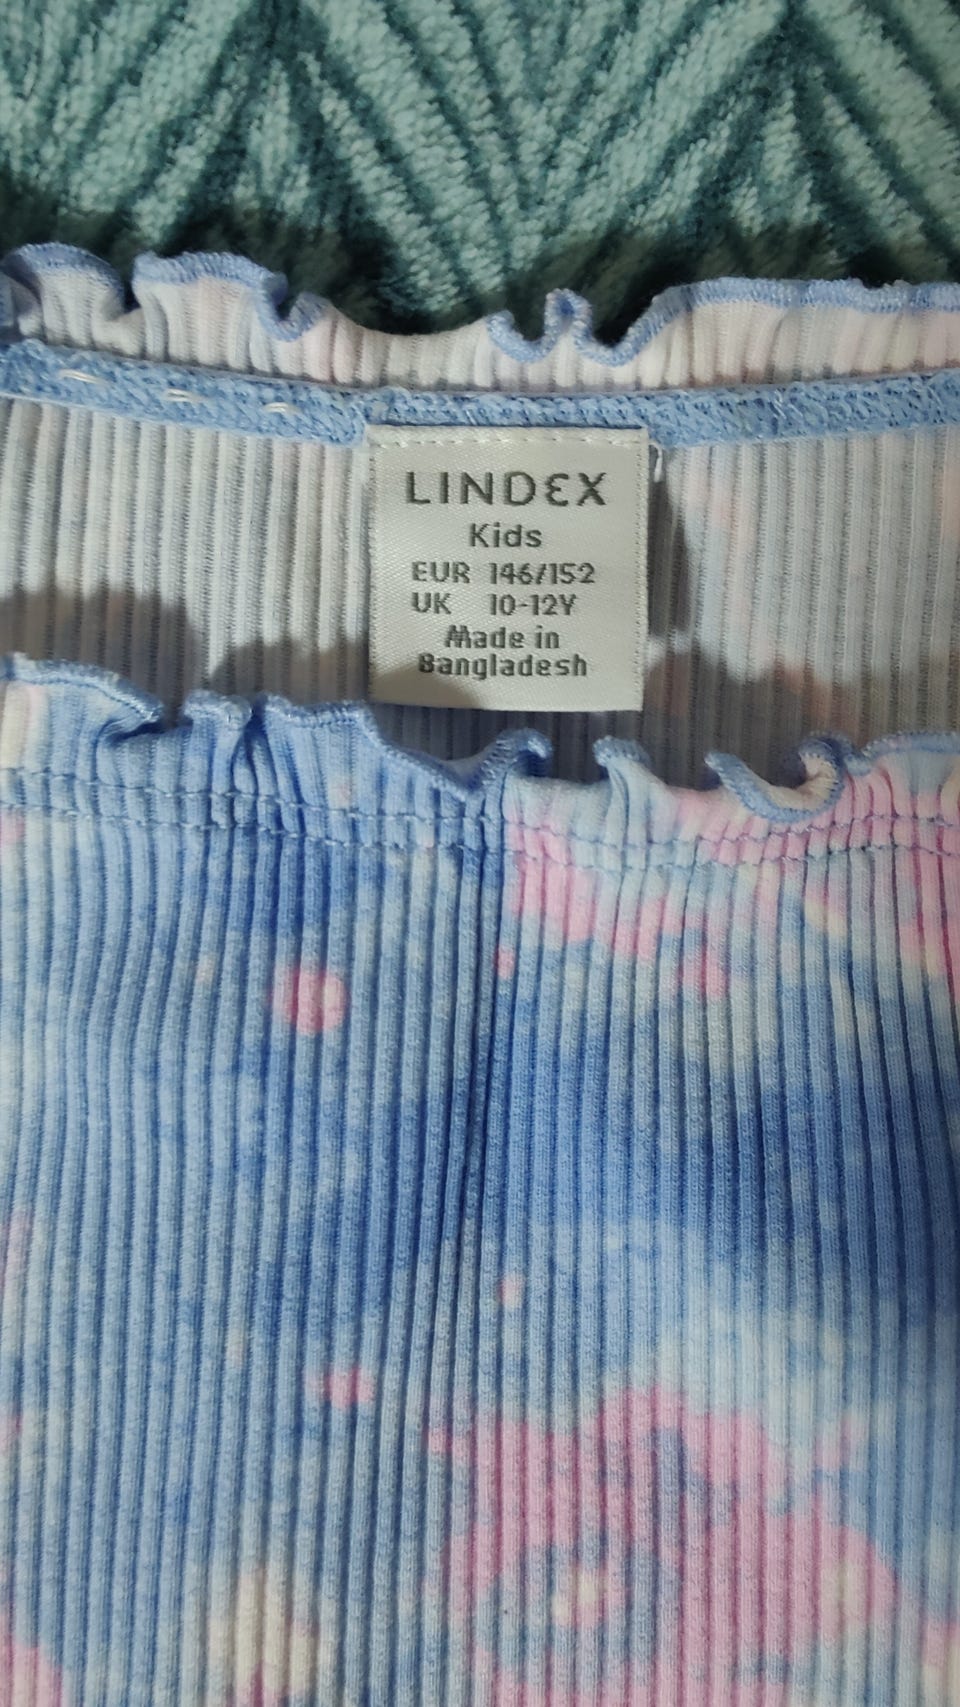 LINDEX
Kids
EUR 146/152
UK 10-12Y
Made in
Bangladesh